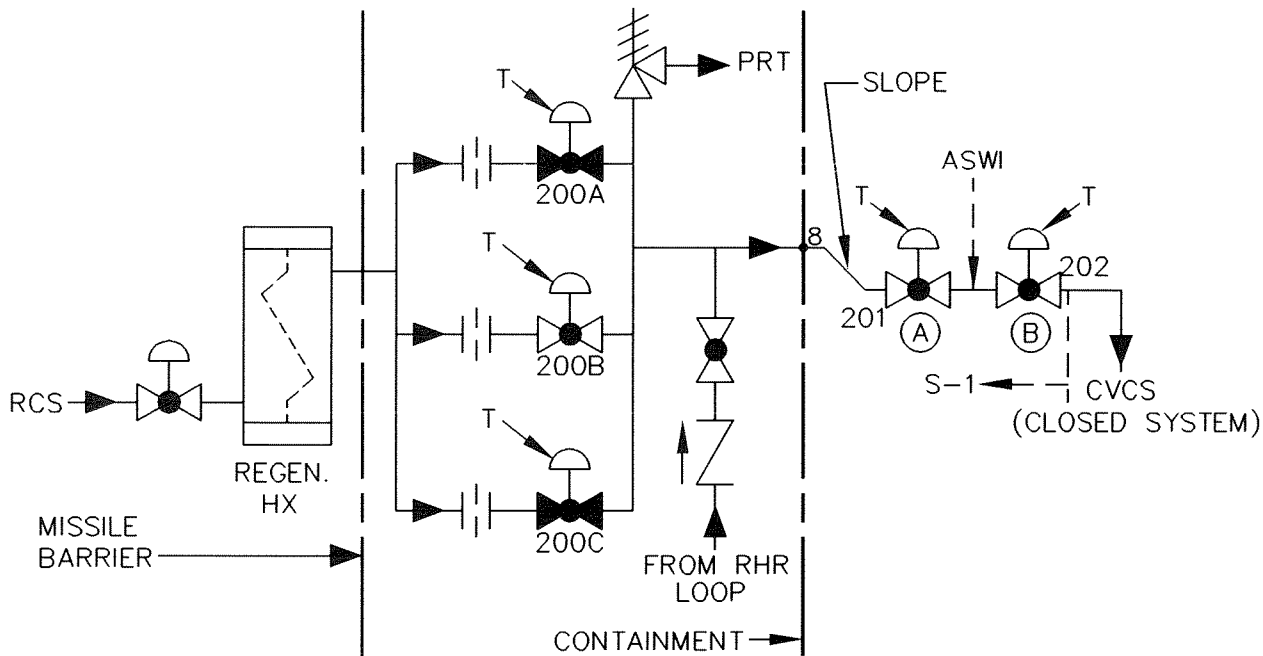 PRT
SLOPE
T
ASWI
200A
T
T
8
T
202
201
A
B
200B
RCS
S-1
CVCS
(CLOSED SYSTEM)
T
REGEN.
HX
200C
MISSILE
BARRIER
FROM RHR
LOOP
CONTAINMENT